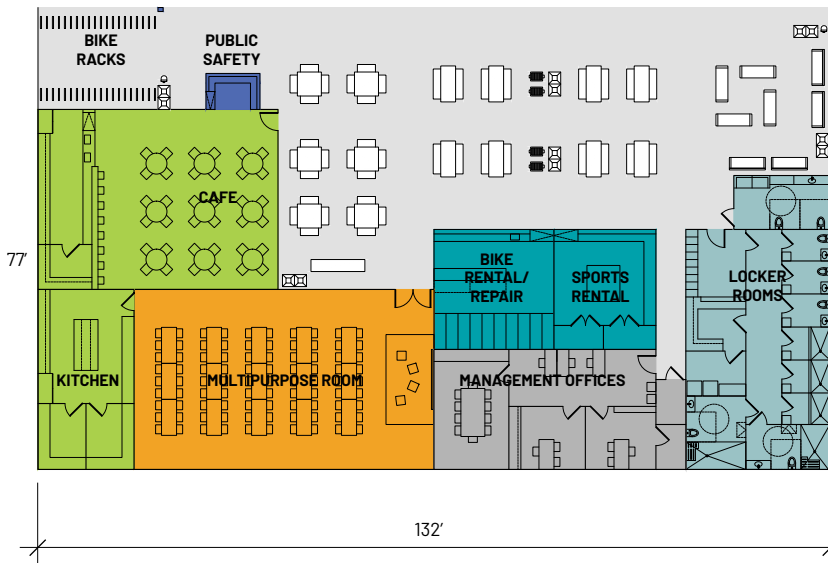 BIKE
RACKS
PUBLIC
SAFETY
CAFE
77'
BIKE
RENTAL/
REPAIR
SPORTS
RENTAL
LOCKER
ROOMS
KITCHEN
MULTIPURPOSE ROOM
MANAGEMENT OFFICES
132'